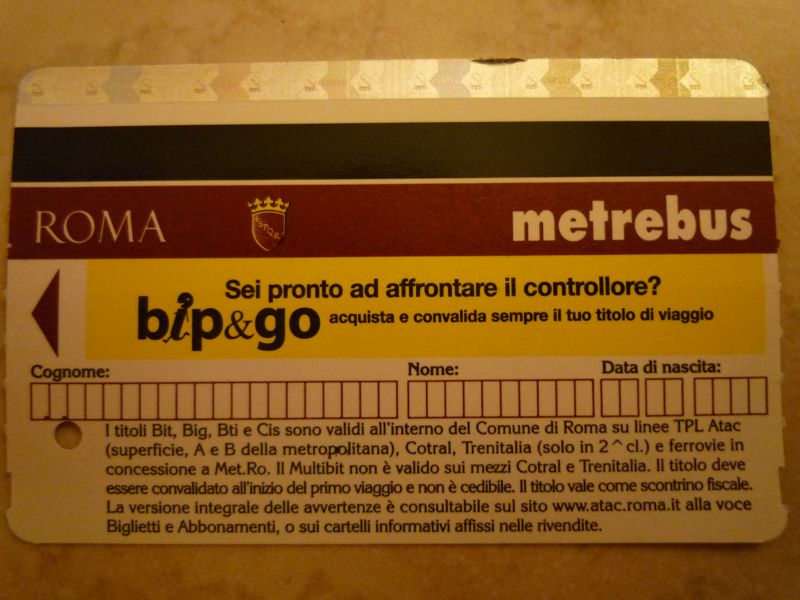 ROMA
SPQR
metrebus
Sei pronto ad affrontare il controllore?
bip&go acquista e convalida sempre il tuo titolo di viaggio
Cognome: Nome: Data di nascita:
I titoli Bit, Big, Bti e Cis sono validi all'interno del Comune di Roma su linee TPL Atac
(superficie, A e B della metropolitana), Cotral, Trenitalia (solo in 2^cl.) e ferrovie in
concessione a Met.Ro. Il Multibit non è valido sui mezzi Cotral e Trenitalia. Il titolo deve
essere convalidato all'inizio del primo viaggio e non è cedibile. Il titolo vale come scontrino fiscale.
La versione integrale delle avvertenze è consultabile sul sito www.atac.roma.it alla voce
Biglietti e Abbonamenti, o sui cartelli informativi affissi nelle rivendite.